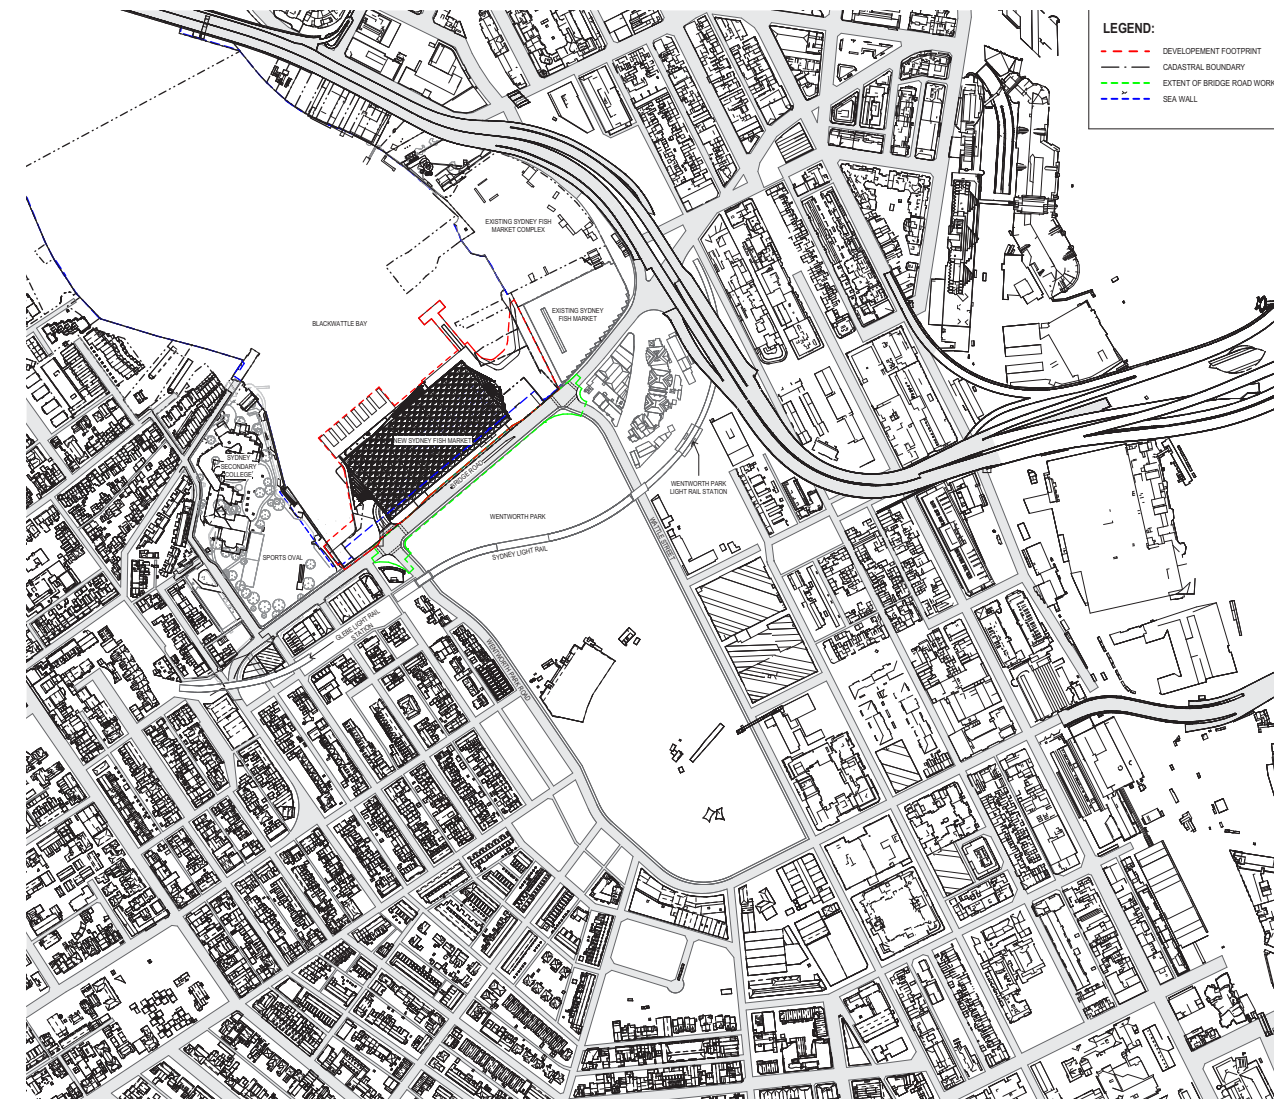 LEGEND:
DEVELOPEMENT FOOTPRINT
CADASTRAL BOUNDARY
EXTENT OF BRIDGE ROAD WORK
SEA WALL
EXISTING SYDNEY FISH
MARKET COMPLEX
EXISTING SYDNEY
FISH MARKET
BLACKWATTLE BAY
NEW SYDNEY FISH MARKET
BRIDGE ROAD
SYDNEY
SECONDARY
COLLEGE
WENTWORTH PARK
LIGHT RAIL STATION
WENTWORTH PARK
SYDNEY LIGHT RAIL
SPORTS OVAL
GLEBE LIGHT RAIL
STATION
WENTWORTH PARK ROAD